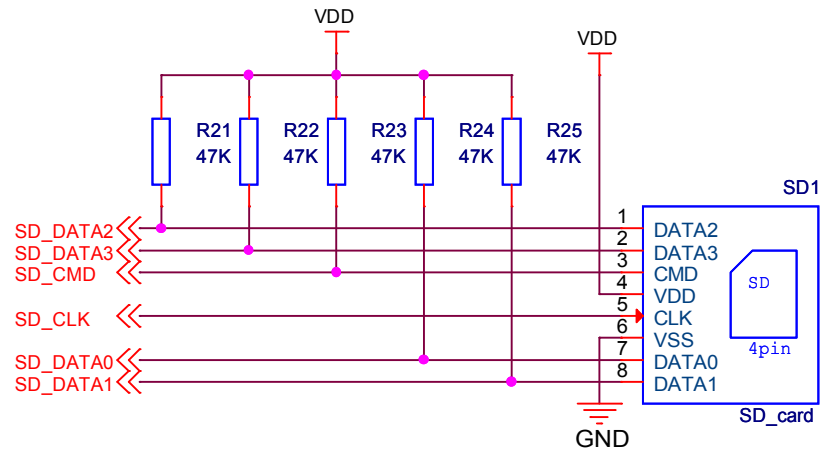 VDD
VDD
R21 R22 R23 R24 R25
47K 47K 47K 47K 47K
SD1
SD_DATA2 1 DATA2
SD_DATA3 2 DATA3
SD_CMD 3 CMD
4 VDD
SD_CLK 5 CLK
6 VSS
SD_DATA0 7 DATA0
SD_DATA1 8 DATA1
SD
4pin
SD_card
GND